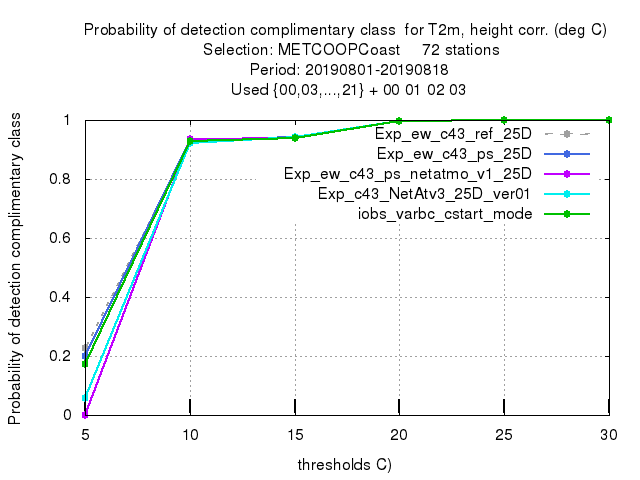 Probability of detection complimentary class  for T2m, height corr. (deg C)
Selection: METCOOPCoast     72 stations
Period: 20190801-20190818
Used {00,03,...,21} + 00 01 02 03
Probability of detection complimentary class
1
0.8
0.6
0.4
0.2
0
Exp_ew_c43_ref_25D
Exp_ew_c43_ps_25D
Exp_ew_c43_ps_netatmo_v1_25D
Exp_c43_NetAtv3_25D_ver01
iobs_varbc_cstart_mode
5 10 15 20 25 30
thresholds C)